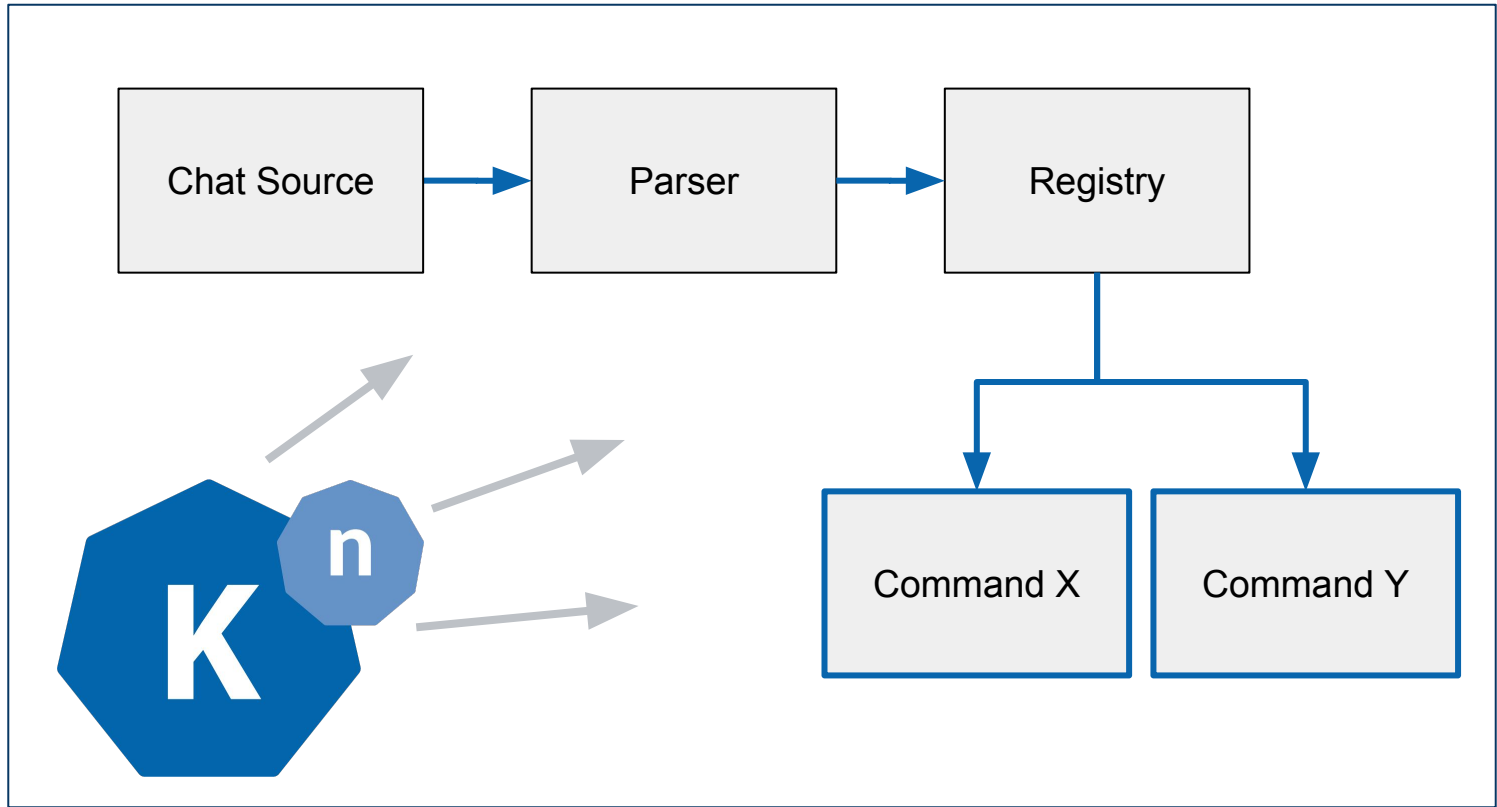 Chat Source
Parser
Registry
Command X
Command Y
K
n